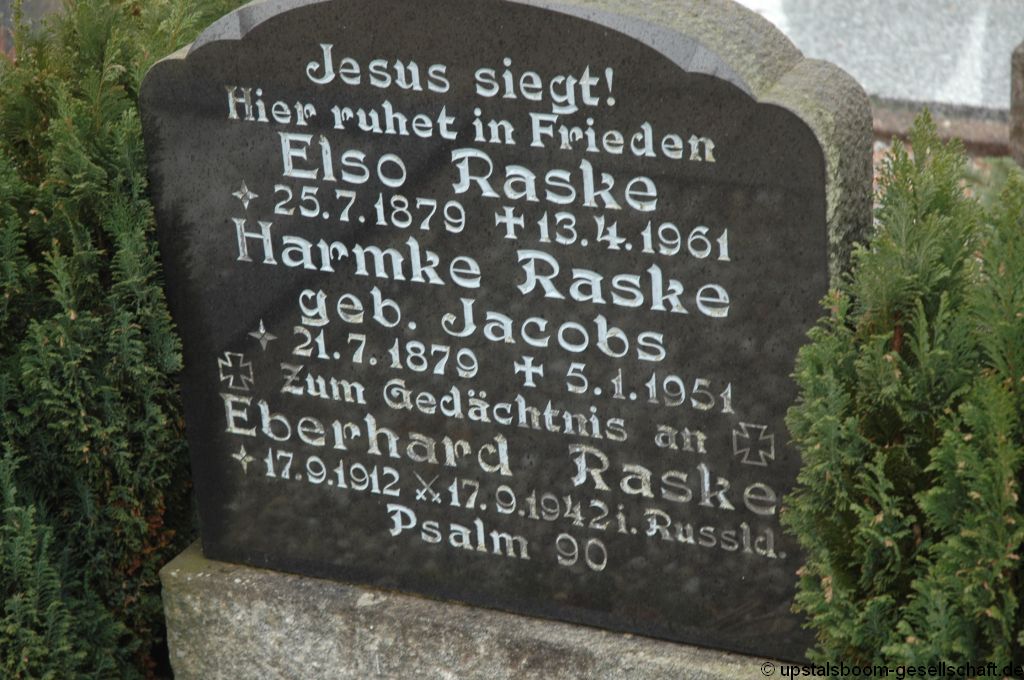 Jesus siegt!
Hier ruhet in Frieden
Elso Raske
25.7.1879 ✝13.4.1961
Harmke Raske
geb. Jacobs
21.7.1879 ✝ 5.1.1951
Zum Gedächtnis an
Eberhard Raske
17.9.1912 ⚔ 17.9.1942 i. Russld.
Psalm 90
© upstalsboom-gesellschaft.de